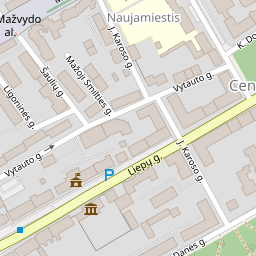 Mažvydo
al.
Naujamiestis
J. Karoso g.
K. Do
Šaulių g.
Mažoji Smilties g.
Vytauto g.
Cen
Ligoninės g.
Vytauto g.
J. Karoso g.
Liepų g.
P
Danės g.